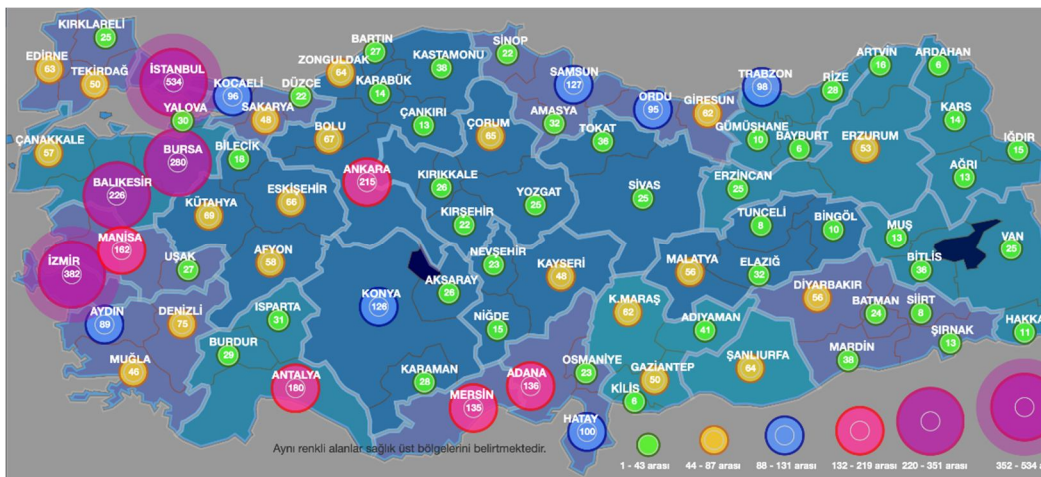 KIRKLARELİ
25
EDİRNE
63
TEKİRDAĞ
50
İSTANBUL
534
KOCAELİ
96
YALOVA
30
SAKARYA
48
DÜZCE
22
ZONGULDAK
64
BARTIN
27
KARABÜK
14
KASTAMONU
38
SİNOP
22
SAMSUN
127
ORDU
95
GİRESUN
62
TRABZON
98
RİZE
28
ARTVİN
16
ARDAHAN
6
KARS
14
IĞDIR
15
AĞRI
13
ÇANAKKALE
57
BURSA
280
BİLECİK
18
BOLU
67
ÇANKIRI
13
ÇORUM
65
AMASYA
32
TOKAT
36
GÜMÜŞHANE
10
BAYBURT
5
ERZURUM
53
ERZİNCAN
25
BALIKESİR
226
KÜTAHYA
69
ESKİŞEHİR
66
ANKARA
215
KIRIKKALE
26
KIRŞEHİR
22
YOZGAT
25
SİVAS
25
TUNCELİ
8
BİNGÖL
10
MUŞ
13
BİTLİS
36
VAN
25
MANİSA
162
İZMİR
382
UŞAK
27
AFYON
58
KONYA
126
AKSARAY
26
NEVŞEHİR
23
KAYSERİ
48
NİĞDE
15
MALATYA
56
ELAZIĞ
32
DİYARBAKIR
56
BATMAN
24
SİİRT
8
ŞIRNAK
13
HAKKA
11
MARDİN
38
AYDIN
89
DENİZLİ
75
MUĞLA
46
ISPARTA
31
BURDUR
29
ANTALYA
180
KARAMAN
28
MERSİN
135
ADANA
136
OSMANİYE
23
HATAY
100
K.MARAŞ
62
ADIYAMAN
41
GAZİANTEP
50
KİLİS
6
ŞANLIURFA
64
Aynı renkli alanlar sağlık üst bölgelerini belirtmektedir.
1 - 43 arası
44 - 87 arası
88 - 131 arası
132 - 219 arası
220 - 351 arası
352 - 534 a